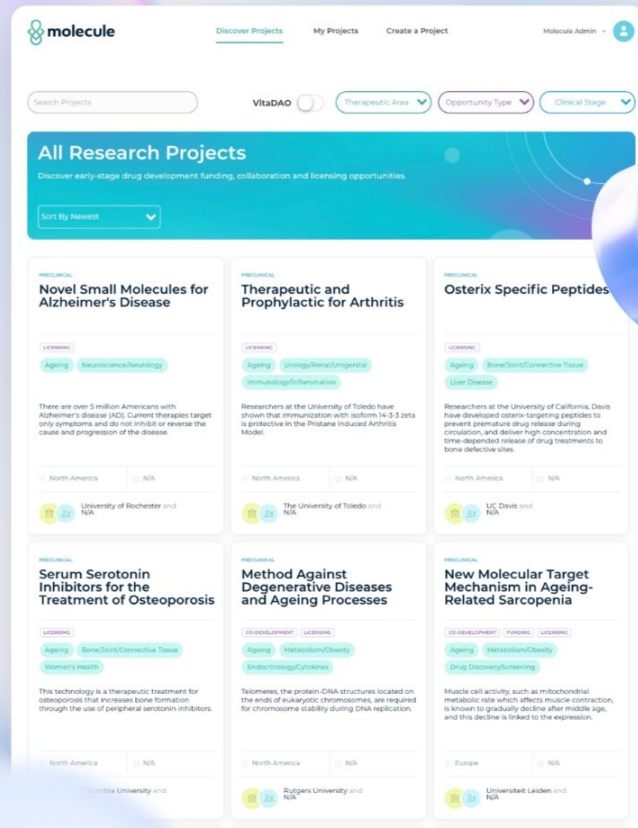 molecule
Discover Projects
My Projects
Create a Project
Molecule Admin
Search Projects
VitaDAO
Therapeutic Area
Opportunity Type
Clinical Stage
All Research Projects
Discover early-stage drug development funding, collaboration and licensing opportunities.
Sort By Newest
PRECLINICAL
Novel Small Molecules for
Alzheimer's Disease
LICENSING
Ageing
Neuroscience/Neurology
There are over 5 million Americans with
Alzheimer's disease (AD). Current therapies target
only symptoms and do not inhibit or reverse the
cause and progression of the disease.
North America
N/A
University of Rochester and
N/A
PRECLINICAL
Therapeutic and
Prophylactic for Arthritis
LICENSING
Ageing
Urology/Renal/Urogenital
Immunology/Inflammation
Researchers at the University of Toledo have
shown that immunization with isoform 14-3-3 zeta
is protective in the Pristane Induced Arthritis
Model.
North America
N/A
The University of Toledo and
N/A
PRECLINICAL
Osterix Specific Peptides
LICENSING
Ageing
Bone/Joint/Connective Tissue
Liver Disease
Researchers at the University of California, Davis
have developed osterix-targeting peptides to
prevent premature drug release during
circulation, and deliver high concentration and
time-depended release of drug treatments to
bone defective sites.
North America
N/A
UC Davis and
N/A
PRECLINICAL
Serum Serotonin
Inhibitors for the
Treatment of Osteoporosis
LICENSING
Ageing
Bone/Joint/Connective Tissue
Women's Health
This technology is a therapeutic treatment for
osteoporosis that increases bone formation
through the use of peripheral serotonin inhibitors.
North America
N/A
University and
PRECLINICAL
Method Against
Degenerative Diseases
and Ageing Processes
CO-DEVELOPMENT
LICENSING
Ageing
Metabolism/Obesity
Endocrinology/Cytokines
Telomeres, the protein-DNA structures located on
the ends of eukaryotic chromosomes, are required
for chromosome stability during DNA replication.
North America
N/A
Rutgers University and
N/A
PRECLINICAL
New Molecular Target
Mechanism in Ageing-
Related Sarcopenia
CO-DEVELOPMENT
FUNDING
LICENSING
Ageing
Metabolism/Obesity
Drug Discovery/Screening
Muscle cell activity, such as mitochondrial
metabolic rate which affects muscle contraction,
is known to gradually decline after middle age,
and this decline is linked to the expression.
Europe
N/A
Universiteit Leiden and
N/A